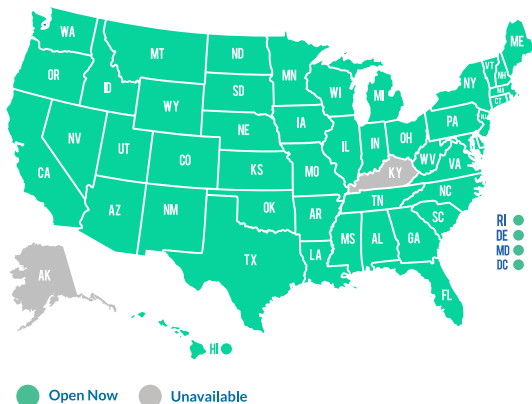 WA
ME
MT
ND
VT
MN
NH
OR
ID
WI
NY
SD
MA
MI
CT
WY
IA
PA
NJ
NE
NV
OH
IL
IN
UT
CO
WV
VA
CA
KS
MO
KY
NC
TN
OK
AZ
NM
AR
SC
MS
AL
GA
RI
DE
TX
LA
MD
DC
AK
FL
HI
Open Now
Unavailable